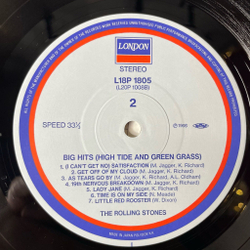 LONDON
STEREO
L18P 1805
(L20P 1008B)
2
SPEED 33⅓
BIG HITS (HIGH TIDE AND GREEN GRASS)
1. (I CAN'T GET NO) SATISFACTION (M. Jagger, K. Richard)
2. GET OFF OF MY CLOUD (M. Jagger, K. Richard)
3. AS TEARS GO BY (M. Jagger, K. Richard, A.L. Oldham)
4. 19th NERVOUS BREAKDOWN (M. Jagger, K. Richard)
5. LADY JANE (M. Jagger, K. Richard)
6. TIME IS ON MY SIDE (N. Meade)
7. LITTLE RED ROOSTER (W. Dixon)
THE ROLLING STONES